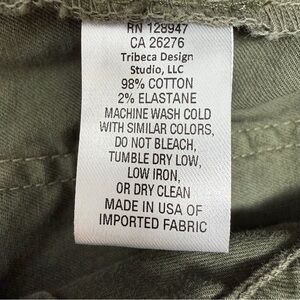 RN 128947
CA 26276
Tribeca Design
Studio, LLC
98% COTTON
2% ELASTANE
MACHINE WASH COLD
WITH SIMILAR COLORS,
DO NOT BLEACH,
TUMBLE DRY LOW,
LOW IRON,
OR DRY CLEAN
MADE IN USA OF
IMPORTED FABRIC